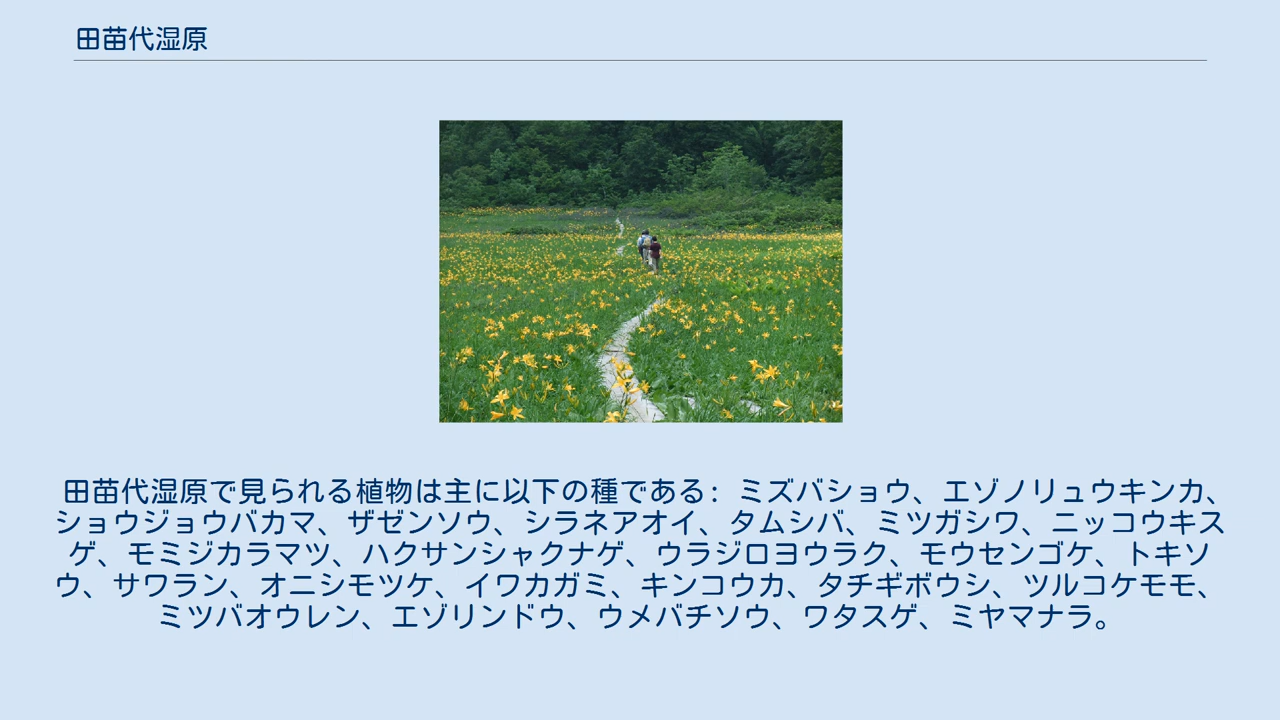 田苗代湿原
田苗代湿原で見られる植物は主に以下の種である：ミズバショウ、エゾノリュウキンカ、
ショウジョウバカマ、ザゼンソウ、シラネアオイ、タムシバ、ミツガシワ、ニッコウキス
ゲ、モミジカラマツ、ハクサンシャクナゲ、ウラジロヨウラク、モウセンゴケ、トキソ
ウ、サワラン、オニシモツケ、イワカガミ、キンコウカ、タチギボウシ、ツルコケモモ、
ミツバオウレン、エゾリンドウ、ウメバチソウ、ワタスゲ、ミヤマナラ。